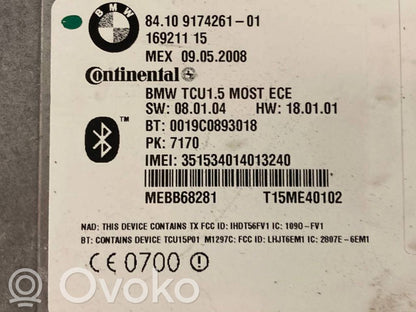 BMW
84.10 9174261-01
169211 15
MEX 09.05.2008
Continental
BMW TCU1.5 MOST ECE
SW: 08.01.04 HW: 18.01.01
TM
BT: 0019C0893018
PK: 7170
IMEI: 351534014013240
MEBB68281 T15ME40102
NAD: THIS DEVICE CONTAINS TX FCC ID: IHDT56FV1 IC: 1090-FV1
BT: CONTAINS DEVICE TCU15P01_M1297C: FCC ID: LHJT6EM1 IC: 2807E-6EM1
CE 0700
OVOKO